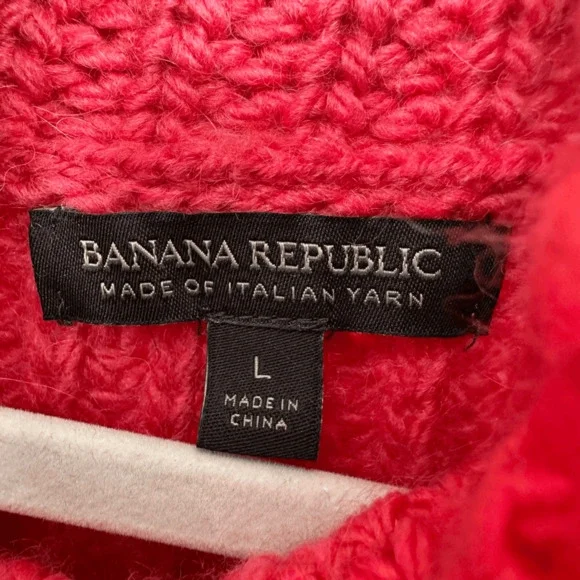 BANANA REPUBLIC
MADE OF ITALIAN YARN
L
MADE IN
CHINA